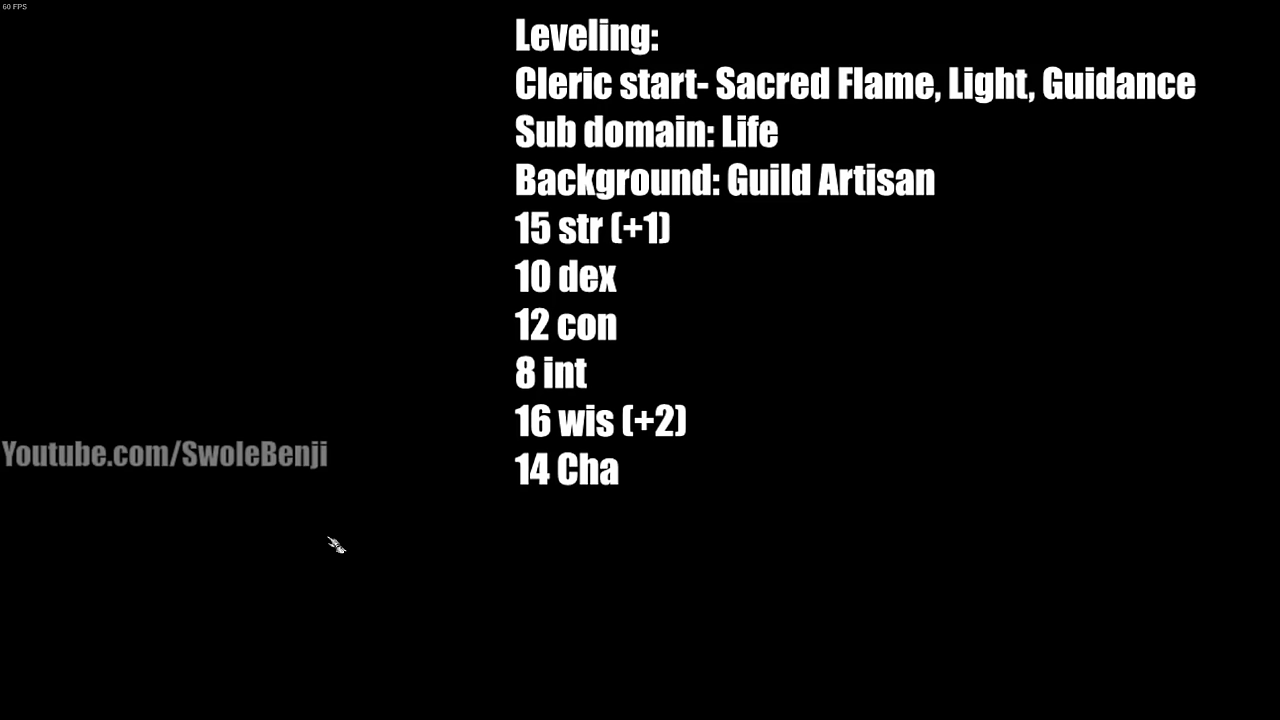 60 FPS
Leveling:
Cleric start- Sacred Flame, Light, Guidance
Sub domain: Life
Background: Guild Artisan
15 str (+1)
10 dex
12 con
8 int
16 wis (+2)
14 Cha
Youtube.com/SwoleBenji